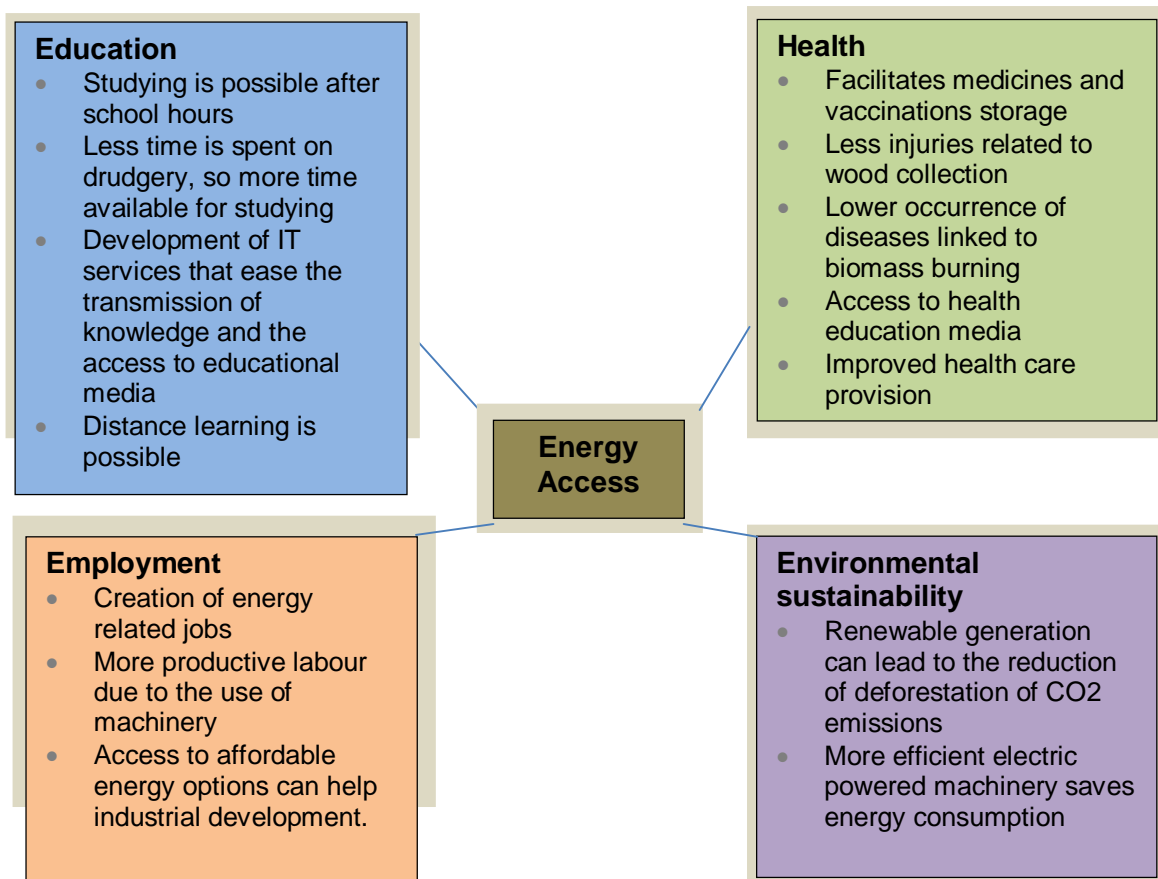 Education
• Studying is possible after
school hours
• Less time is spent on
drudgery, so more time
available for studying
• Development of IT
services that ease the
transmission of
knowledge and the
access to educational
media
• Distance learning is
possible
Health
• Facilitates medicines and
vaccinations storage
• Less injuries related to
wood collection
• Lower occurrence of
diseases linked to
biomass burning
• Access to health
education media
• Improved health care
provision
Energy
Access
Employment
• Creation of energy
related jobs
• More productive labour
due to the use of
machinery
• Access to affordable
energy options can help
industrial development.
Environmental
sustainability
• Renewable generation
can lead to the reduction
of deforestation of CO2
emissions
• More efficient electric
powered machinery saves
energy consumption